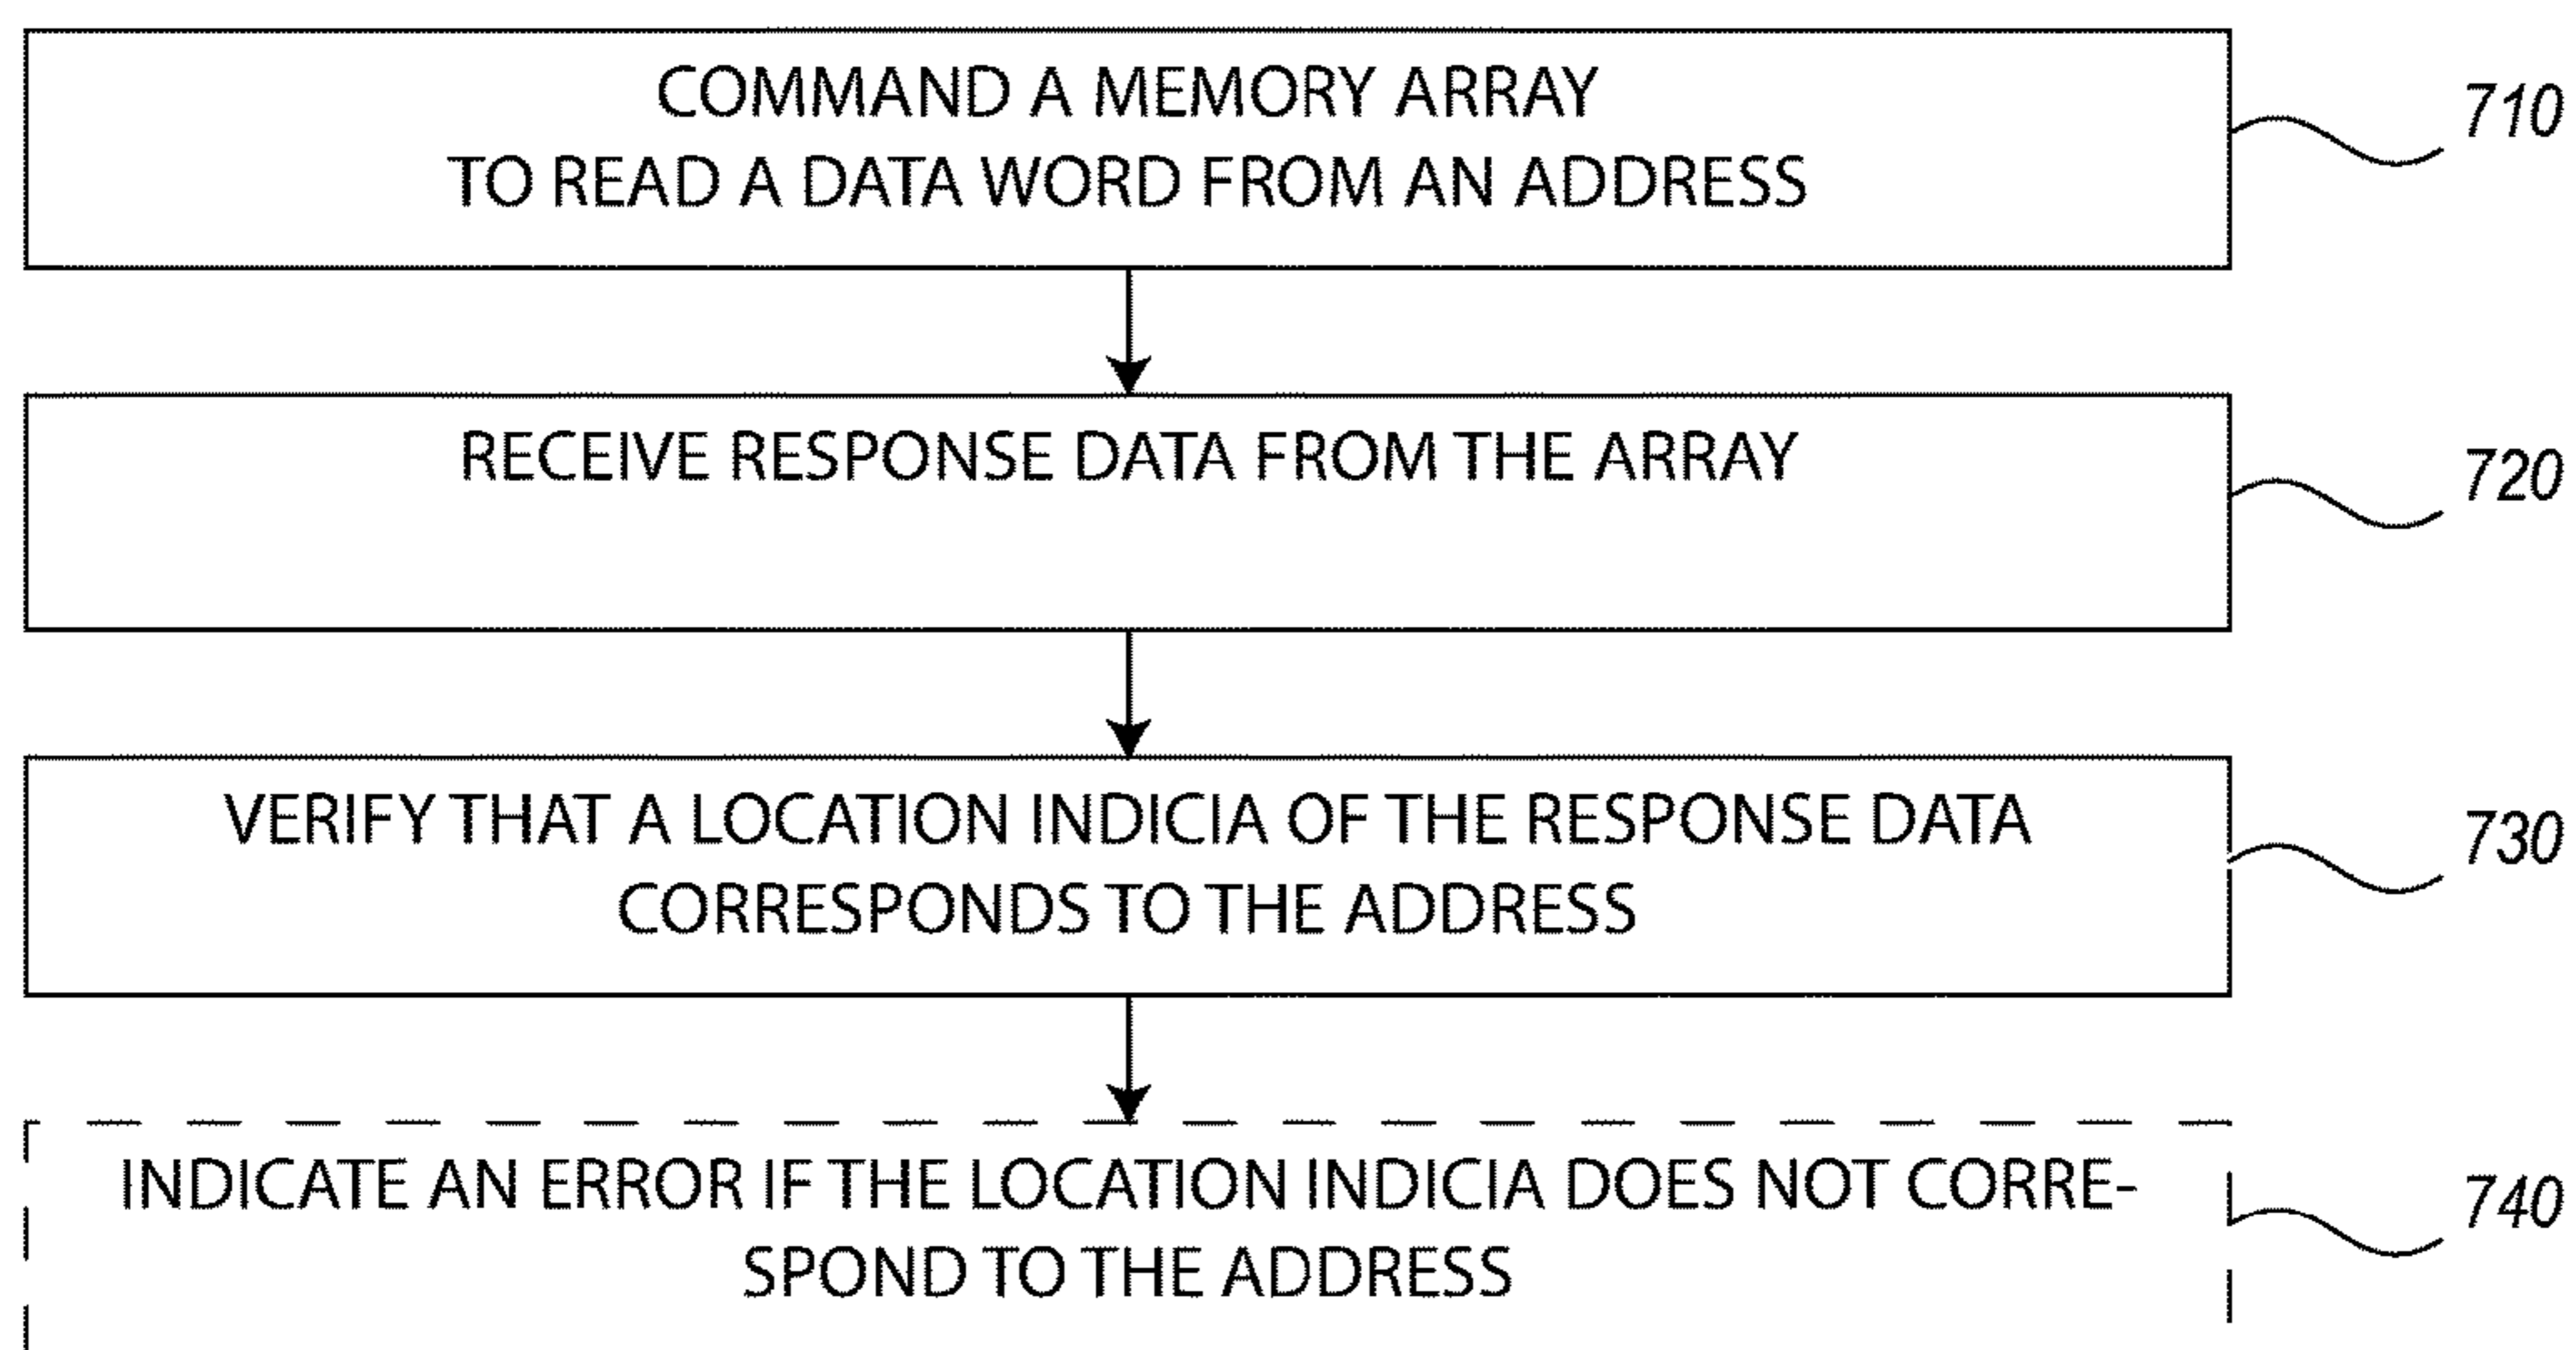 COMMAND A MEMORY ARRAY
TO READ A DATA WORD FROM AN ADDRESS
710
RECEIVE RESPONSE DATA FROM THE ARRAY
720
VERIFY THAT A LOCATION INDICIA OF THE RESPONSE DATA
CORRESPONDS TO THE ADDRESS
730
INDICATE AN ERROR IF THE LOCATION INDICIA DOES NOT CORRE-
SPOND TO THE ADDRESS
740